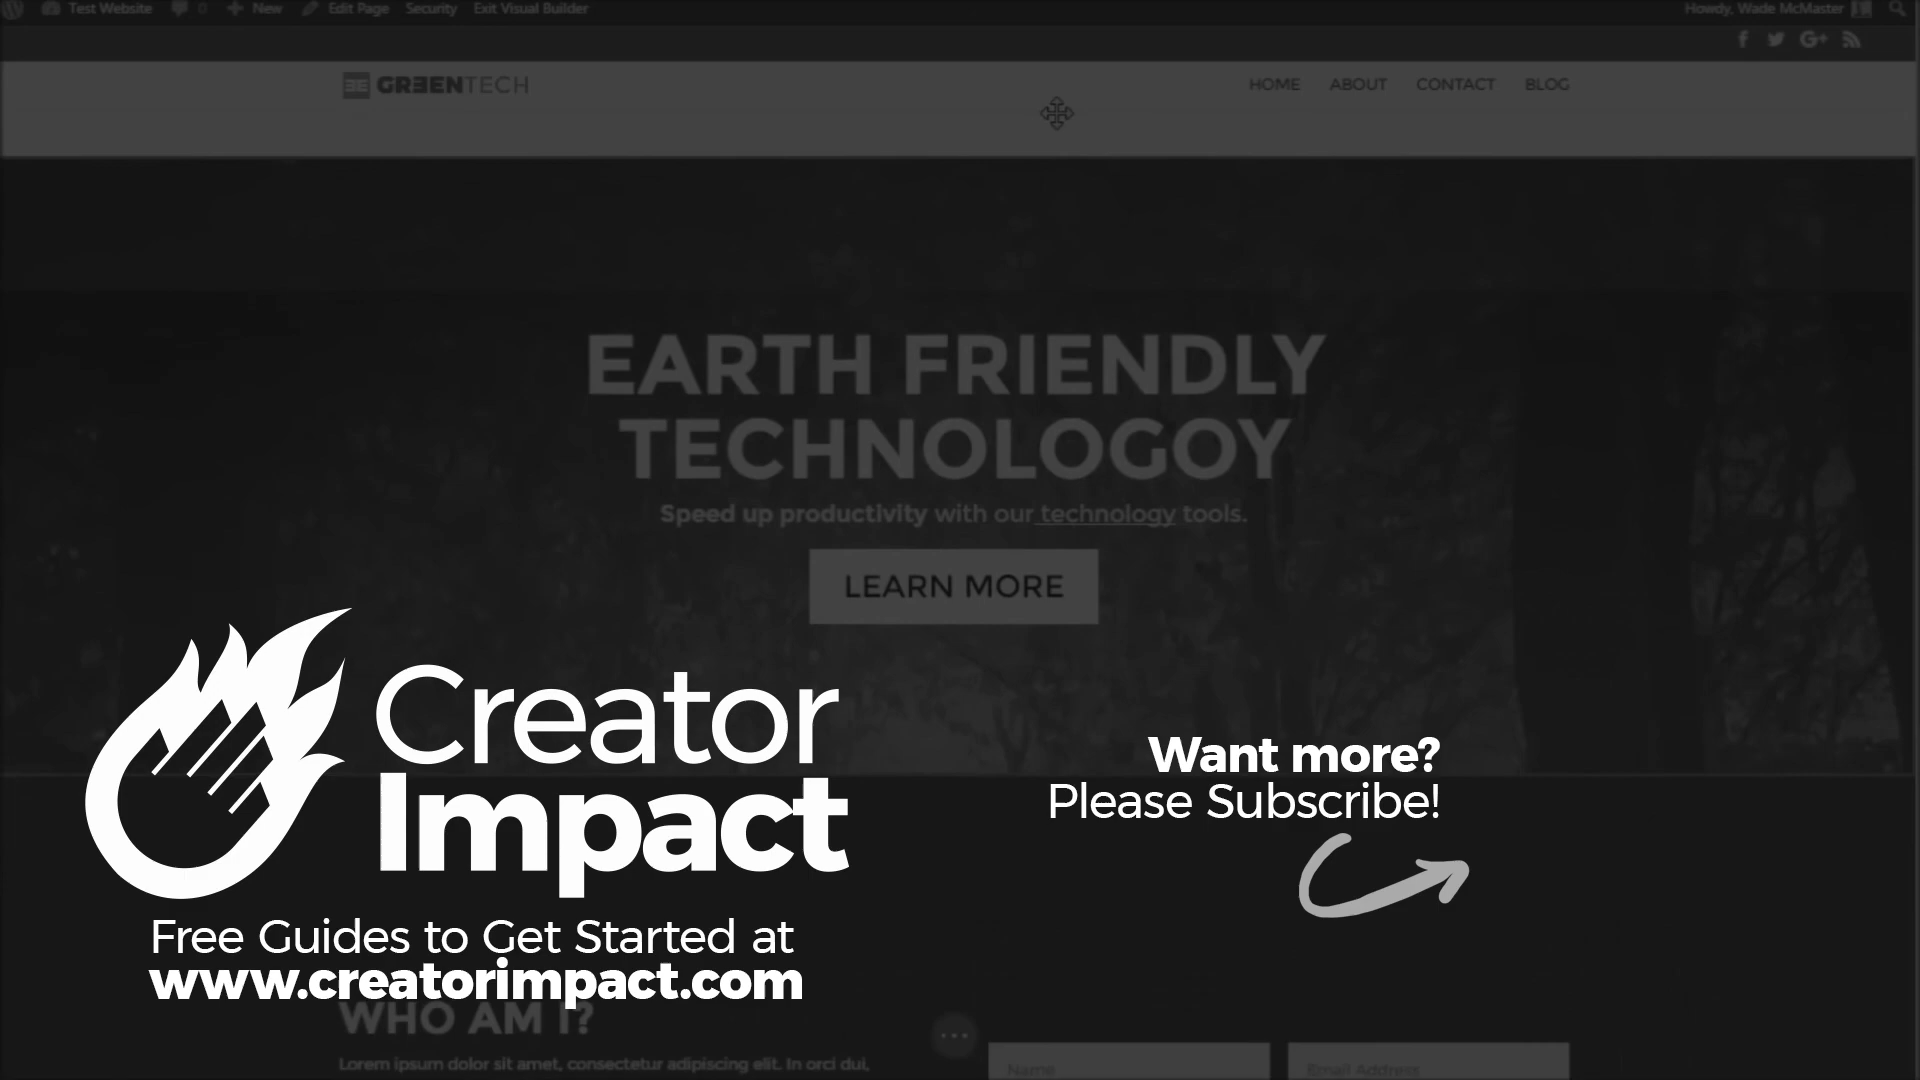 Test Website 0 New Edit Page Security Exit Visual Builder Howdy, Wade McMaster
GREENTECH HOME ABOUT CONTACT BLOG
EARTH FRIENDLY
TECHNOLOGOY
Speed up productivity with our technology tools.
LEARN MORE
Creator
Impact
Want more?
Please Subscribe!
Free Guides to Get Started at
www.creatorimpact.com
WHO AM I?
Lorem ipsum dolor sit amet, consectetur adipiscing elit. In orci dui,
Name Email Address